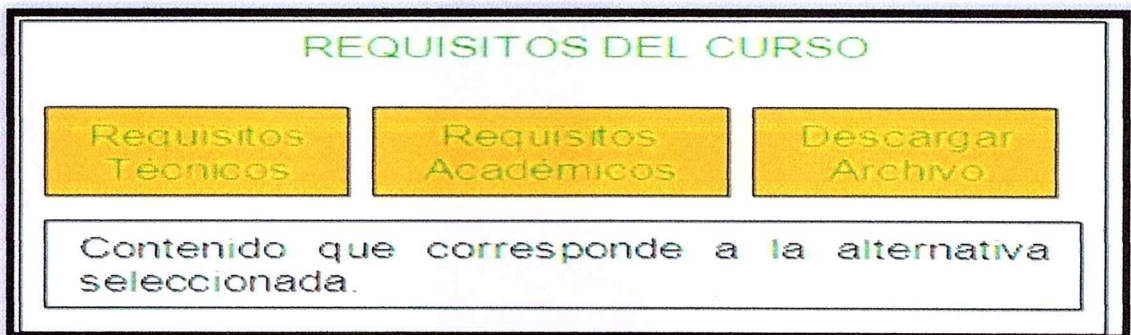 REQUISITOS DEL CURSO
Requisitos
Técnicos
Requisitos
Académicos
Descargar
Archivo
Contenido que corresponde a la alternativa
seleccionada.